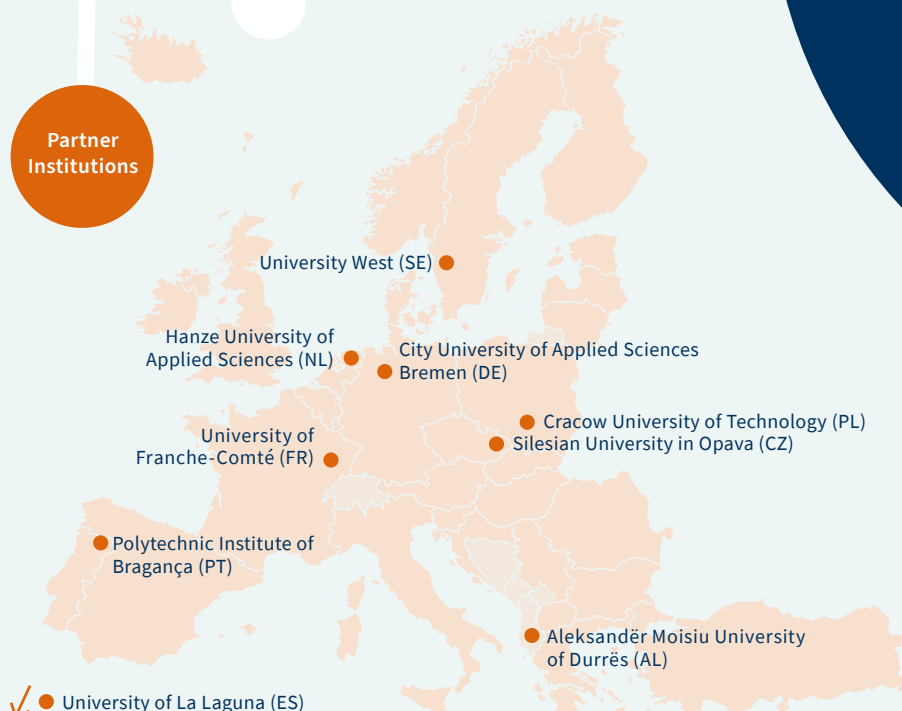 Partner
Institutions
University West (SE)
Hanze University of
Applied Sciences (NL)
City University of Applied Sciences
Bremen (DE)
Cracow University of Technology (PL)
Silesian University in Opava (CZ)
University of
Franche-Comté (FR)
Polytechnic Institute of
Bragança (PT)
Aleksandër Moisiu University
of Durrës (AL)
University of La Laguna (ES)